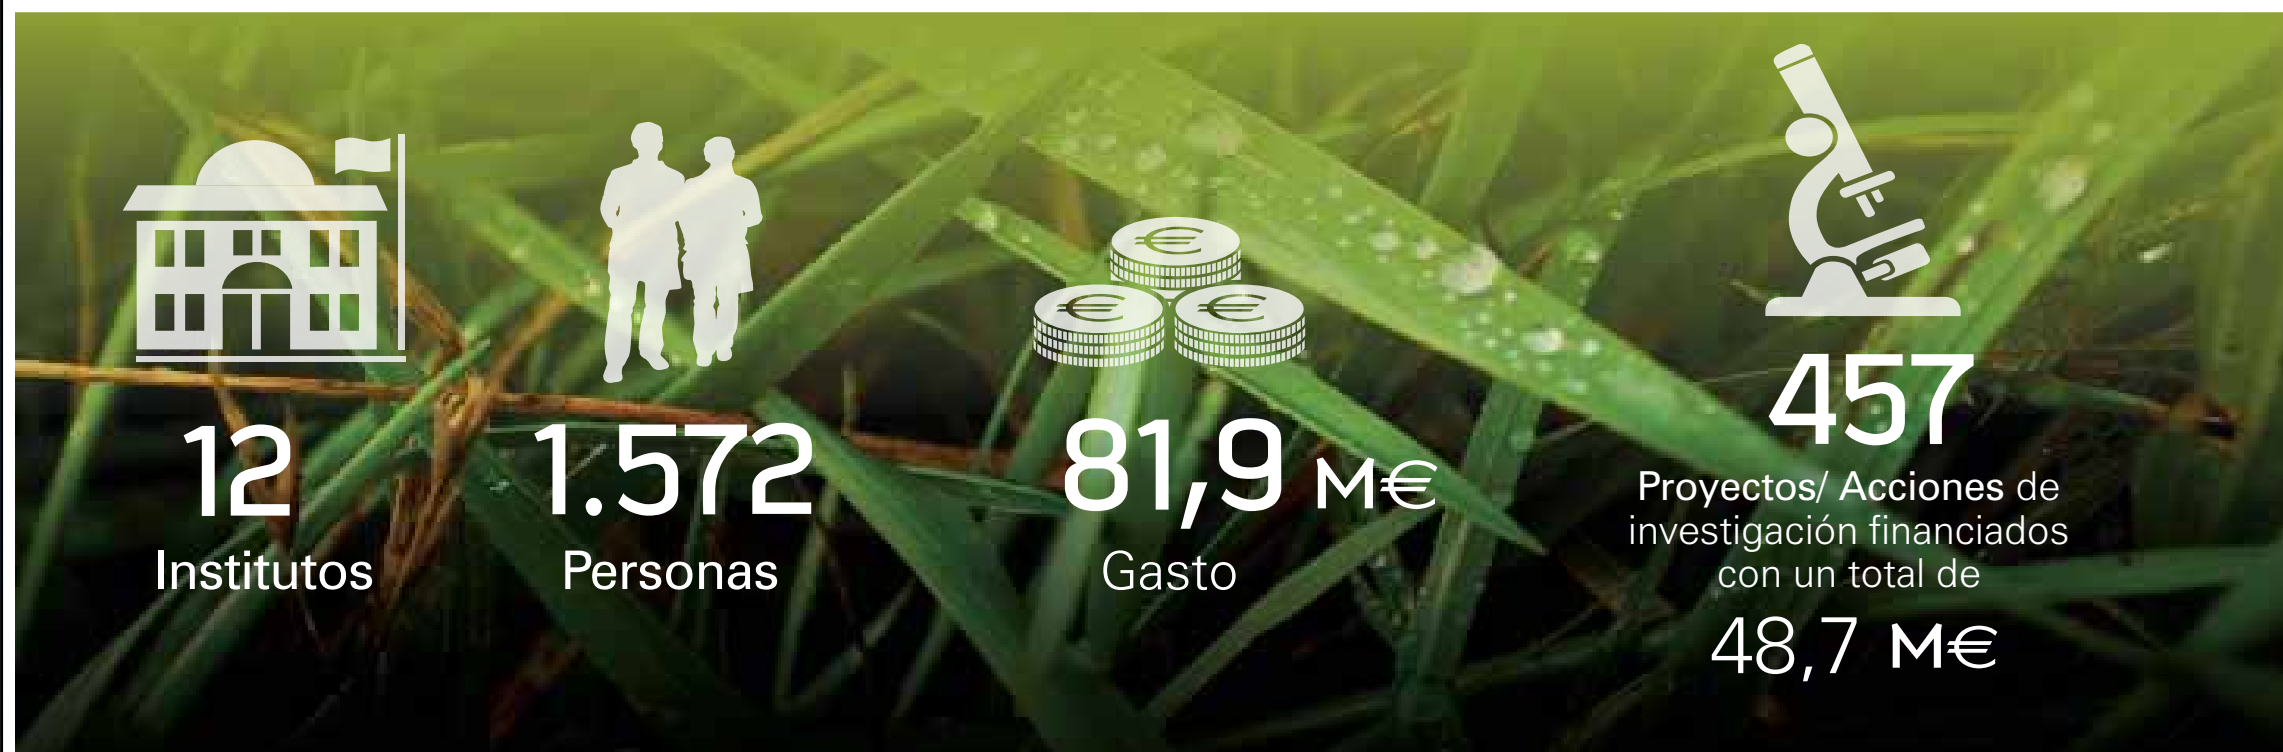 12
Institutos
1.572
Personas
81,9 M€
Gasto
457
Proyectos/ Acciones de
investigación financiados
con un total de
48,7 M€